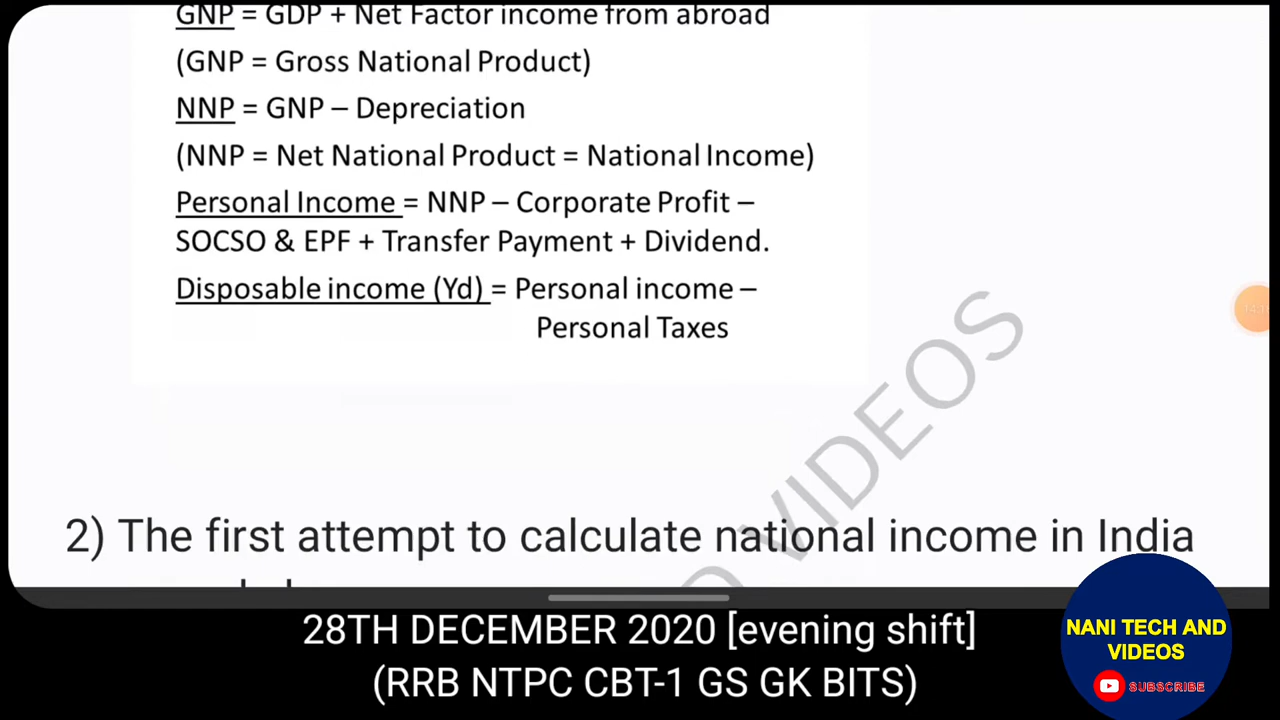 GNP = GDP + Net Factor income from abroad
(GNP = Gross National Product)
NNP = GNP – Depreciation
(NNP = Net National Product = National Income)
Personal Income = NNP – Corporate Profit –
SOCSO & EPF + Transfer Payment + Dividend.
Disposable income (Yd) = Personal income –
Personal Taxes
VIDEOS
2) The first attempt to calculate national income in India
28TH DECEMBER 2020 [evening shift]
(RRB NTPC CBT-1 GS GK BITS)
NANI TECH AND
VIDEOS
SUBSCRIBE